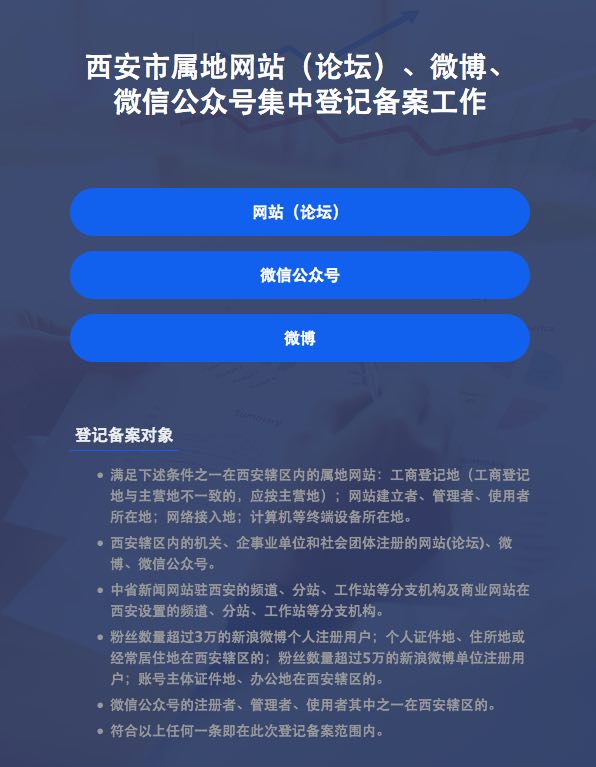 西安市属地网站（论坛）、微博、
微信公众号集中登记备案工作
网站（论坛）
微信公众号
微博
Summary
登记备案对象
满足下述条件之一在西安辖区内的属地网站：工商登记地（工商登记
地与主营地不一致的，应按主营地）；网站建立者、管理者、使用者
所在地；网络接入地；计算机等终端设备所在地。
西安辖区内的机关、企事业单位和社会团体注册的网站(论坛)、微
博、微信公众号。
中省新闻网站驻西安的频道、分站、工作站等分支机构及商业网站在
西安设置的频道、分站、工作站等分支机构。
粉丝数量超过3万的新浪微博个人注册用户；个人证件地、住所地或
经常居住地在西安辖区的；粉丝数量超过5万的新浪微博单位注册用
户；账号主体证件地、办公地在西安辖区的。
微信公众号的注册者、管理者、使用者其中之一在西安辖区的。
符合以上任何一条即在此次登记备案范围内。